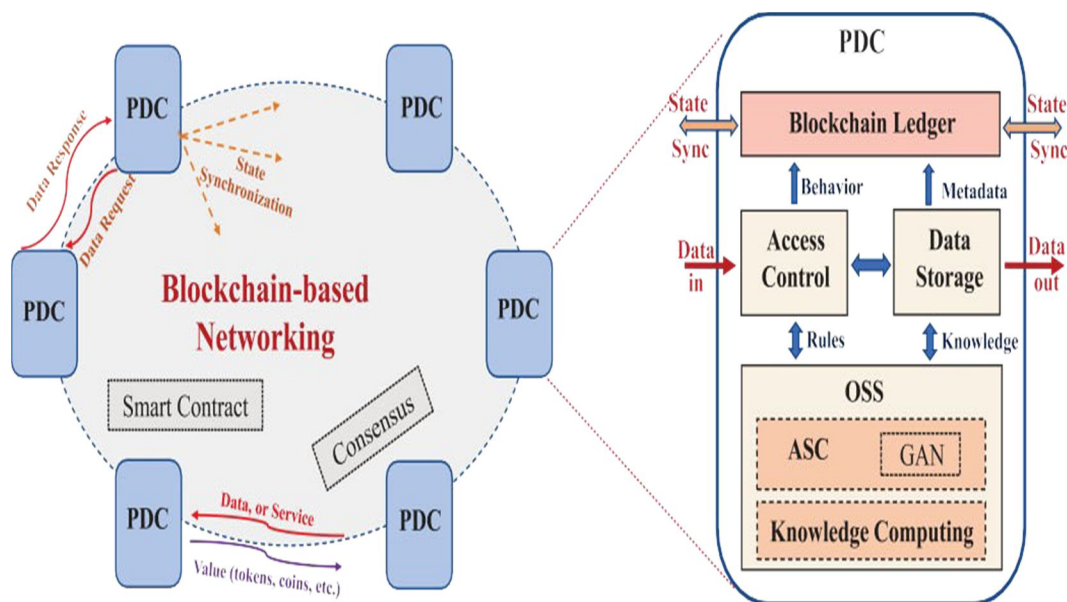 PDC
PDC
Data Response
Data Request
State
Synchronization
PDC
PDC
Blockchain-based
Networking
Smart Contract
Consensus
PDC
PDC
Data, or Service
Value (tokens, coins, etc.)
PDC
State
Sync
Blockchain Ledger
State
Sync
Behavior
Metadata
Data
in
Access
Control
Data
Storage
Data
out
Rules
Knowledge
OSS
ASC
GAN
Knowledge Computing